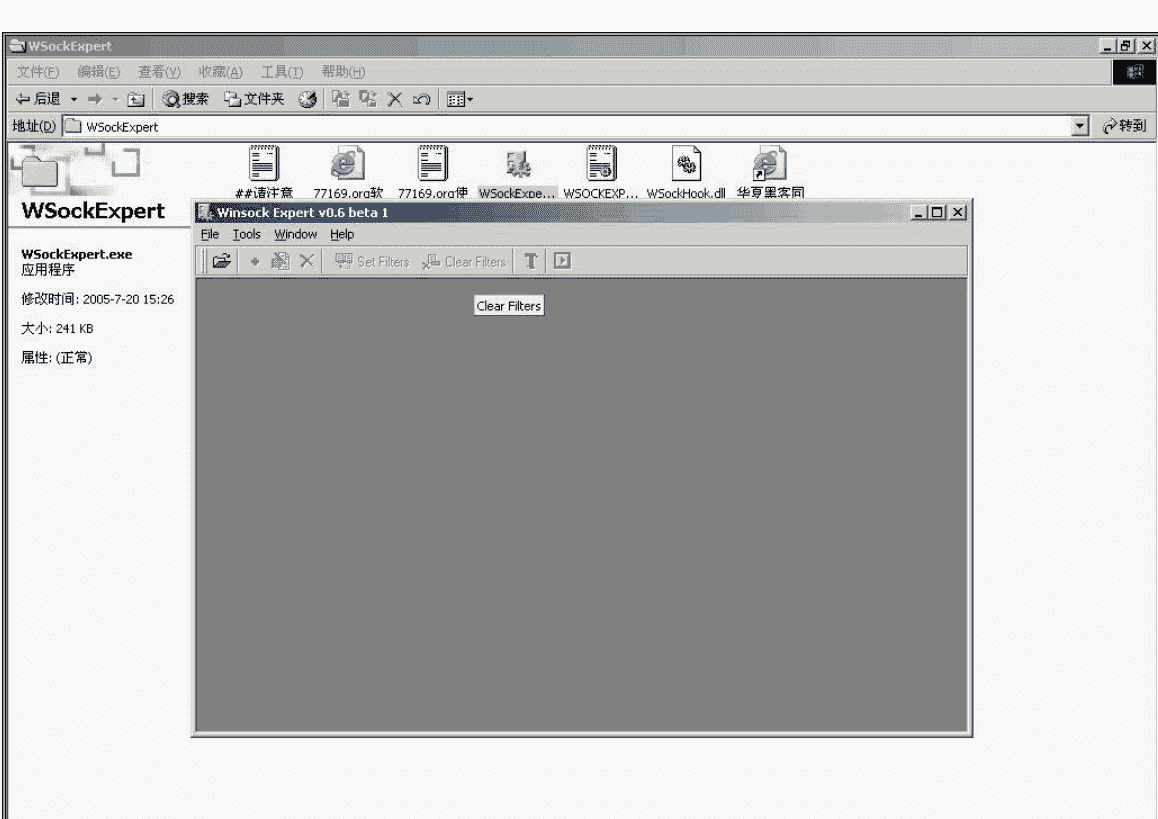 WSockExpert
文件(F) 编辑(E) 查看(V) 收藏(A) 工具(T) 帮助(H)
后退 搜索 文件夹
地址(D) WSockExpert 转到
##请注意 77169.org软 77169.org使 WSockExpe... WSOCKEXP... WSockHook.dll 华夏黑客同
WSockExpert
WSockExpert.exe
应用程序
修改时间: 2005-7-20 15:26
大小: 241 KB
属性: (正常)
Winsock Expert v0.6 beta 1
File Tools Window Help
Set Filters Clear Filters T
Clear Filters